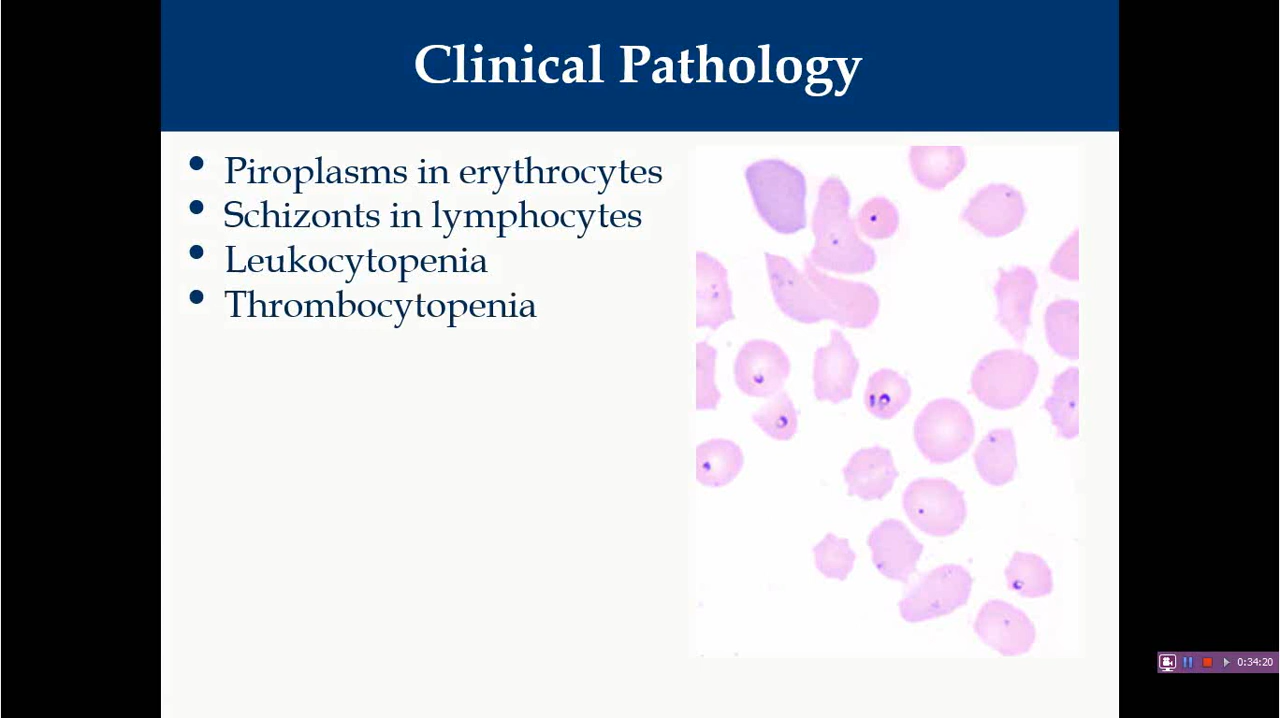 Clinical Pathology
• Piroplasms in erythrocytes
• Schizonts in lymphocytes
• Leukocytopenia
• Thrombocytopenia
0:34:20